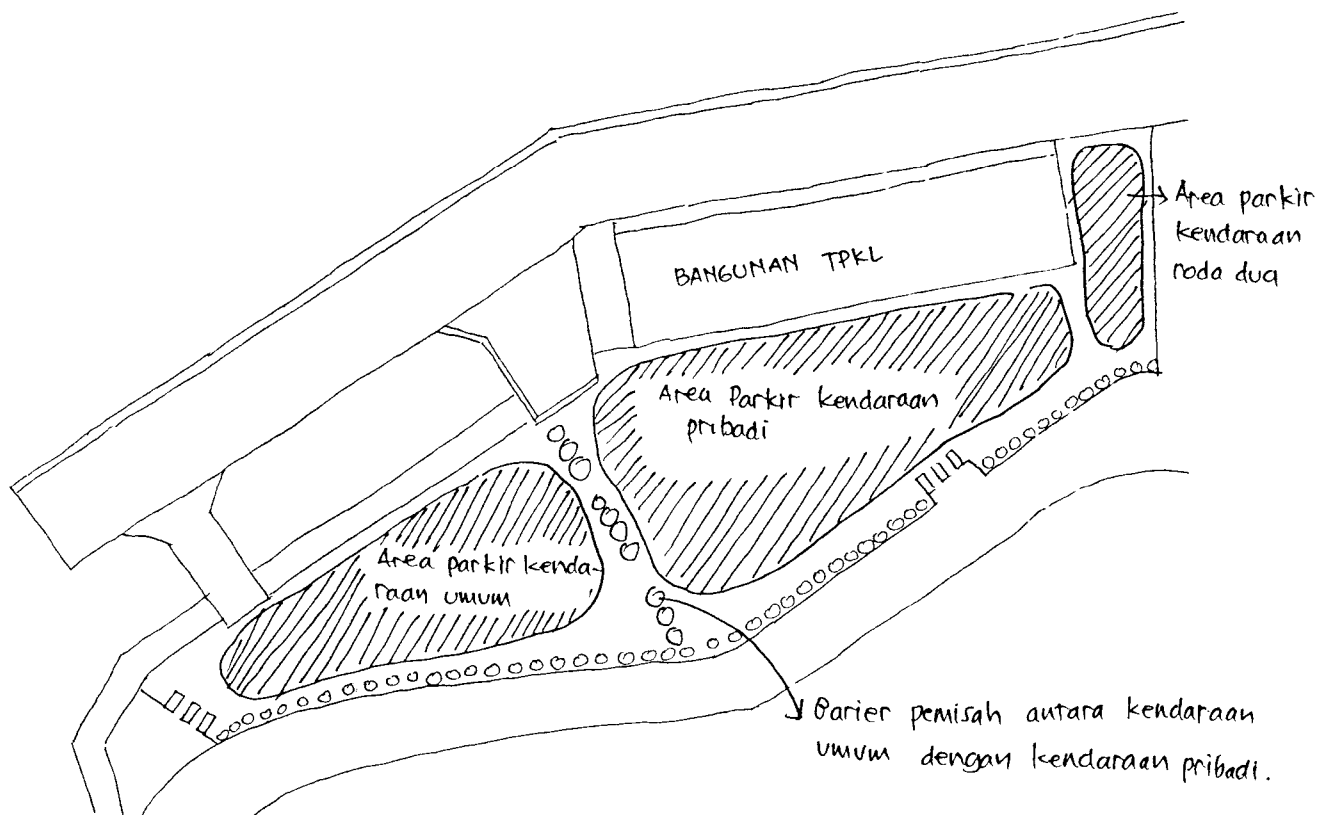 BANGUNAN TPKL
Area parkir
kendaraan
roda dua
Area Parkir kendaraan
pribadi
Area parkir kenda-
raan umum
Barier pemisah antara kendaraan
umum dengan kendaraan pribadi.